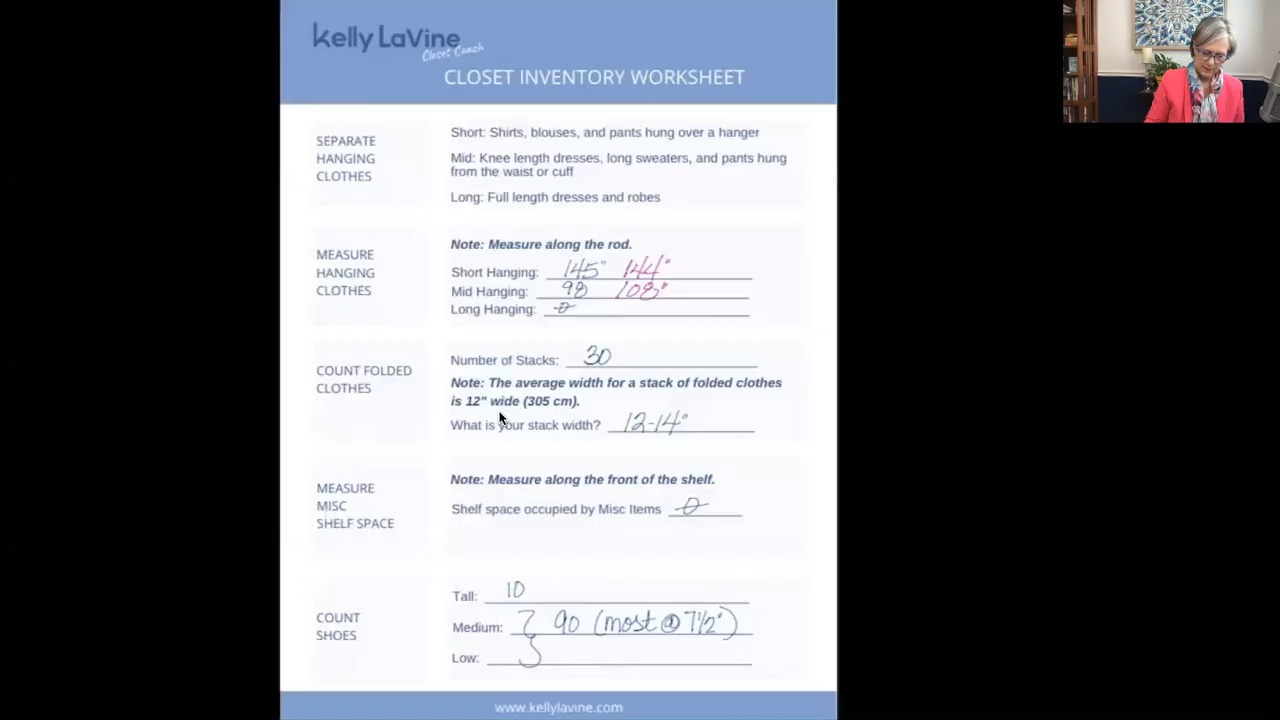 kelly LaVine
Closet Coach
CLOSET INVENTORY WORKSHEET
SEPARATE
HANGING
CLOTHES
Short: Shirts, blouses, and pants hung over a hanger
Mid: Knee length dresses, long sweaters, and pants hung
from the waist or cuff
Long: Full length dresses and robes
MEASURE
HANGING
CLOTHES
Note: Measure along the rod.
Short Hanging: 145" 144"
Mid Hanging: 98 108"
Long Hanging: 0
COUNT FOLDED
CLOTHES
Number of Stacks: 30
Note: The average width for a stack of folded clothes
is 12" wide (305 cm).
What is your stack width? 12-14"
MEASURE
MISC
SHELF SPACE
Note: Measure along the front of the shelf.
Shelf space occupied by Misc Items 0
COUNT
SHOES
Tall: 10
Medium: 90 (most @ 7 1/2")
Low:
www.kellylavine.com